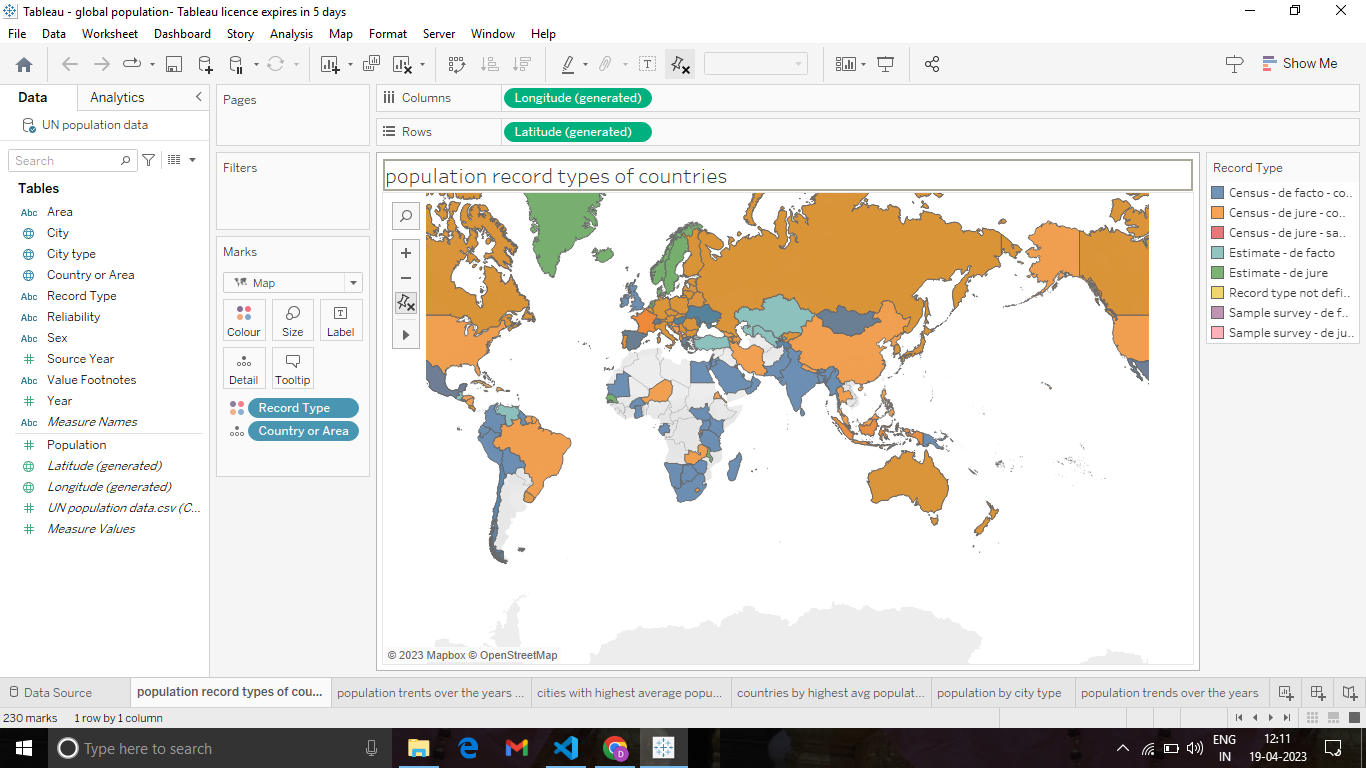 Tableau - global population- Tableau licence expires in 5 days
File Data Worksheet Dashboard Story Analysis Map Format Server Window Help
Show Me
Data Analytics
UN population data
Search
Tables
Abc Area
City
City type
Country or Area
Abc Record Type
Abc Reliability
Abc Sex
Source Year
Abc Value Footnotes
Year
Abc Measure Names
Population
Latitude (generated)
Longitude (generated)
UN population data.csv (C...
Measure Values
Pages
Filters
Marks
Map
Colour Size Label
Detail Tooltip
Record Type
Country or Area
Columns Longitude (generated)
Rows Latitude (generated)
population record types of countries
© 2023 Mapbox © OpenStreetMap
Record Type
Census - de facto - co..
Census - de jure - co..
Census - de jure - sa..
Estimate - de facto
Estimate - de jure
Record type not defi..
Sample survey - de f..
Sample survey - de ju..
Data Source population record types of cou... population trents over the years ... cities with highest average popu... countries by highest avg populat... population by city type population trends over the years
230 marks 1 row by 1 column
Type here to search
ENG
IN
12:11
19-04-2023